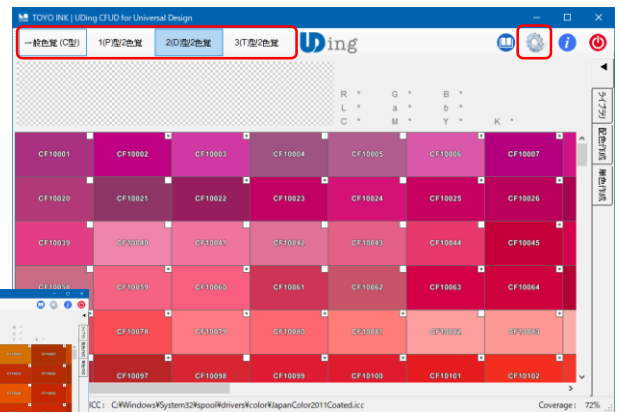 TOYO INK | UDing CFUD for Universal Design
一般色覚 (C型) 1(P)型2色覚 2(D)型2色覚 3(T)型2色覚 UDing
R * G * B *
L * a * b *
C * M * Y * K *
ライブラリ
配色作成
単色作成
CF10001 CF10002 CF10003 CF10004 CF10005 CF10006 CF10007
CF10020 CF10021 CF10022 CF10023 CF10024 CF10025 CF10026
CF10039 CF10040 CF10041 CF10042 CF10043 CF10044 CF10045
CF10058 CF10059 CF10060 CF10061 CF10062 CF10063 CF10064
CF10078 CF10079 CF10080 CF10081 CF10082 CF10083
CF10097 CF10098 CF10099 CF10100 CF10101 CF10102
ICC : C:¥Windows¥System32¥spool¥drivers¥color¥JapanColor2011Coated.icc Coverage : 72%